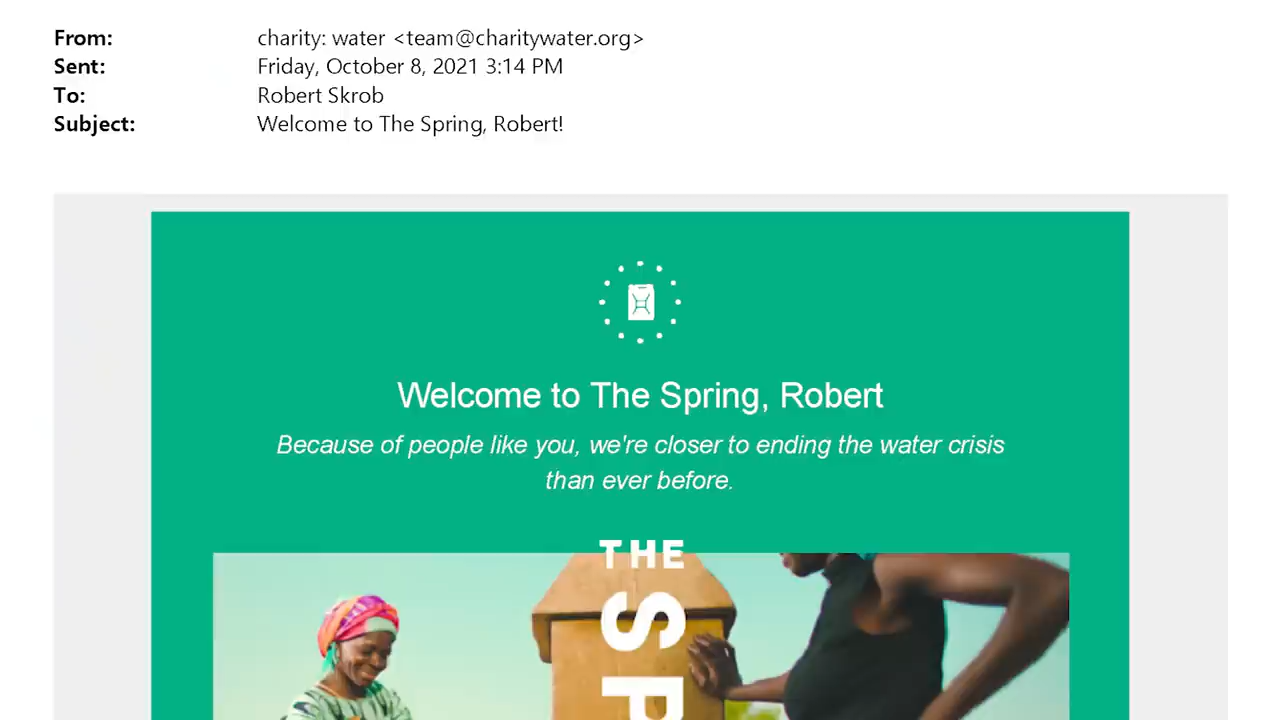 From: charity: water <team@charitywater.org>
Sent: Friday, October 8, 2021 3:14 PM
To: Robert Skrob
Subject: Welcome to The Spring, Robert!
Welcome to The Spring, Robert
Because of people like you, we're closer to ending the water crisis
than ever before.
THE
SP